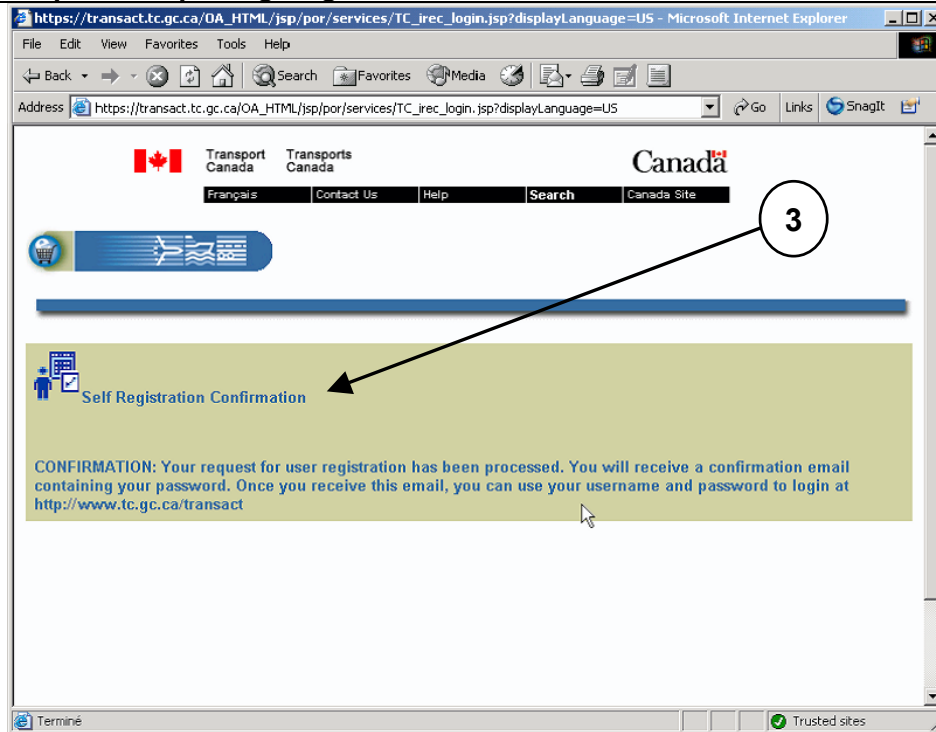 https://transact.tc.gc.ca/OA_HTML/jsp/por/services/TC_irec_login.jsp?displayLanguage=US - Microsoft Internet Explorer
File Edit View Favorites Tools Help
Back Search Favorites Media
Address https://transact.tc.gc.ca/OA_HTML/jsp/por/services/TC_irec_login.jsp?displayLanguage=US Go Links SnagIt
Transport Transports
Canada Canada
Canada
Français Contact Us Help Search Canada Site
3
Self Registration Confirmation
CONFIRMATION: Your request for user registration has been processed. You will receive a confirmation email
containing your password. Once you receive this email, you can use your username and password to login at
http://www.tc.gc.ca/transact
Terminé Trusted sites